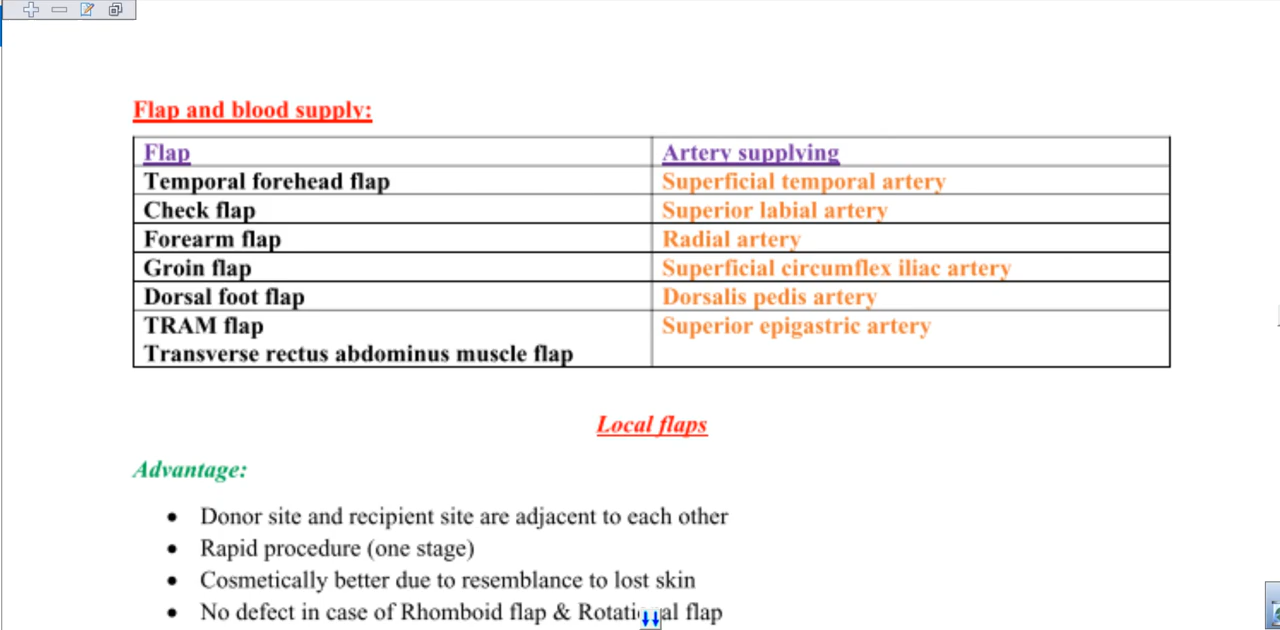 Flap and blood supply:
Flap Artery supplying
Temporal forehead flap Superficial temporal artery
Check flap Superior labial artery
Forearm flap Radial artery
Groin flap Superficial circumflex iliac artery
Dorsal foot flap Dorsalis pedis artery
TRAM flap Superior epigastric artery
Transverse rectus abdominus muscle flap
Local flaps
Advantage:
• Donor site and recipient site are adjacent to each other
• Rapid procedure (one stage)
• Cosmetically better due to resemblance to lost skin
• No defect in case of Rhomboid flap & Rotational flap